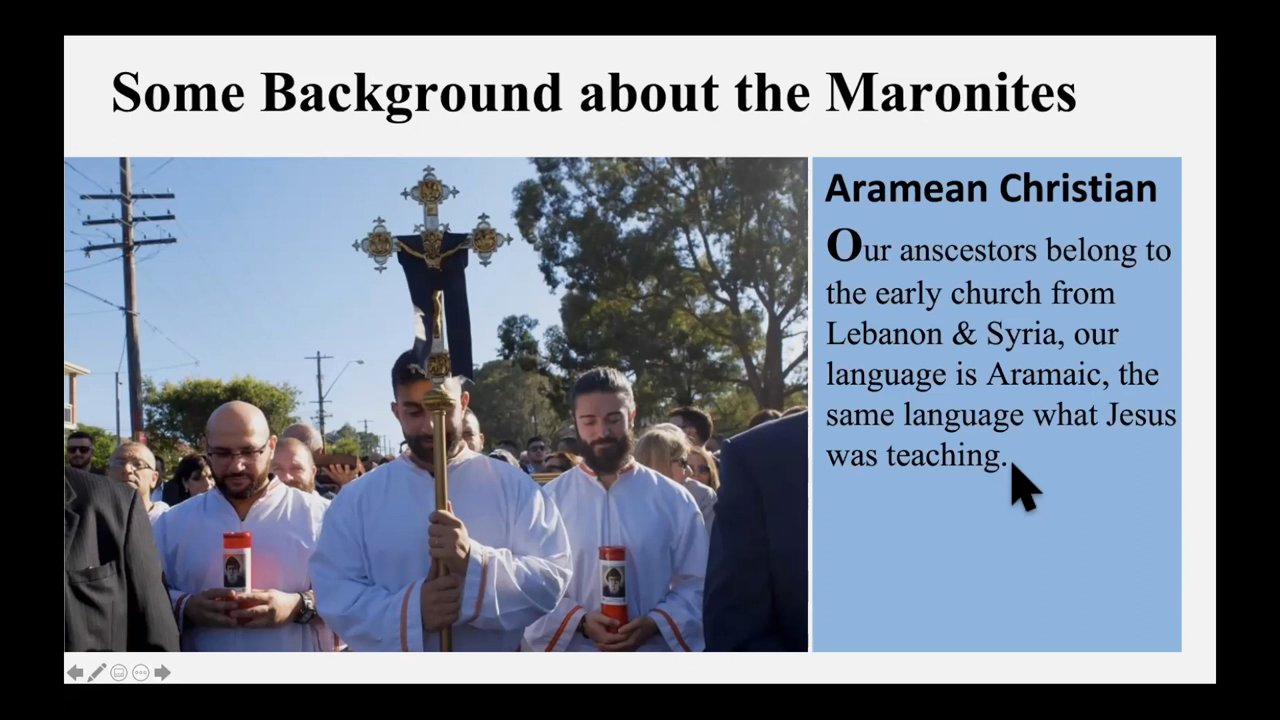 Some Background about the Maronites
Aramean Christian
Our anscestors belong to
the early church from
Lebanon & Syria, our
language is Aramaic, the
same language what Jesus
was teaching.